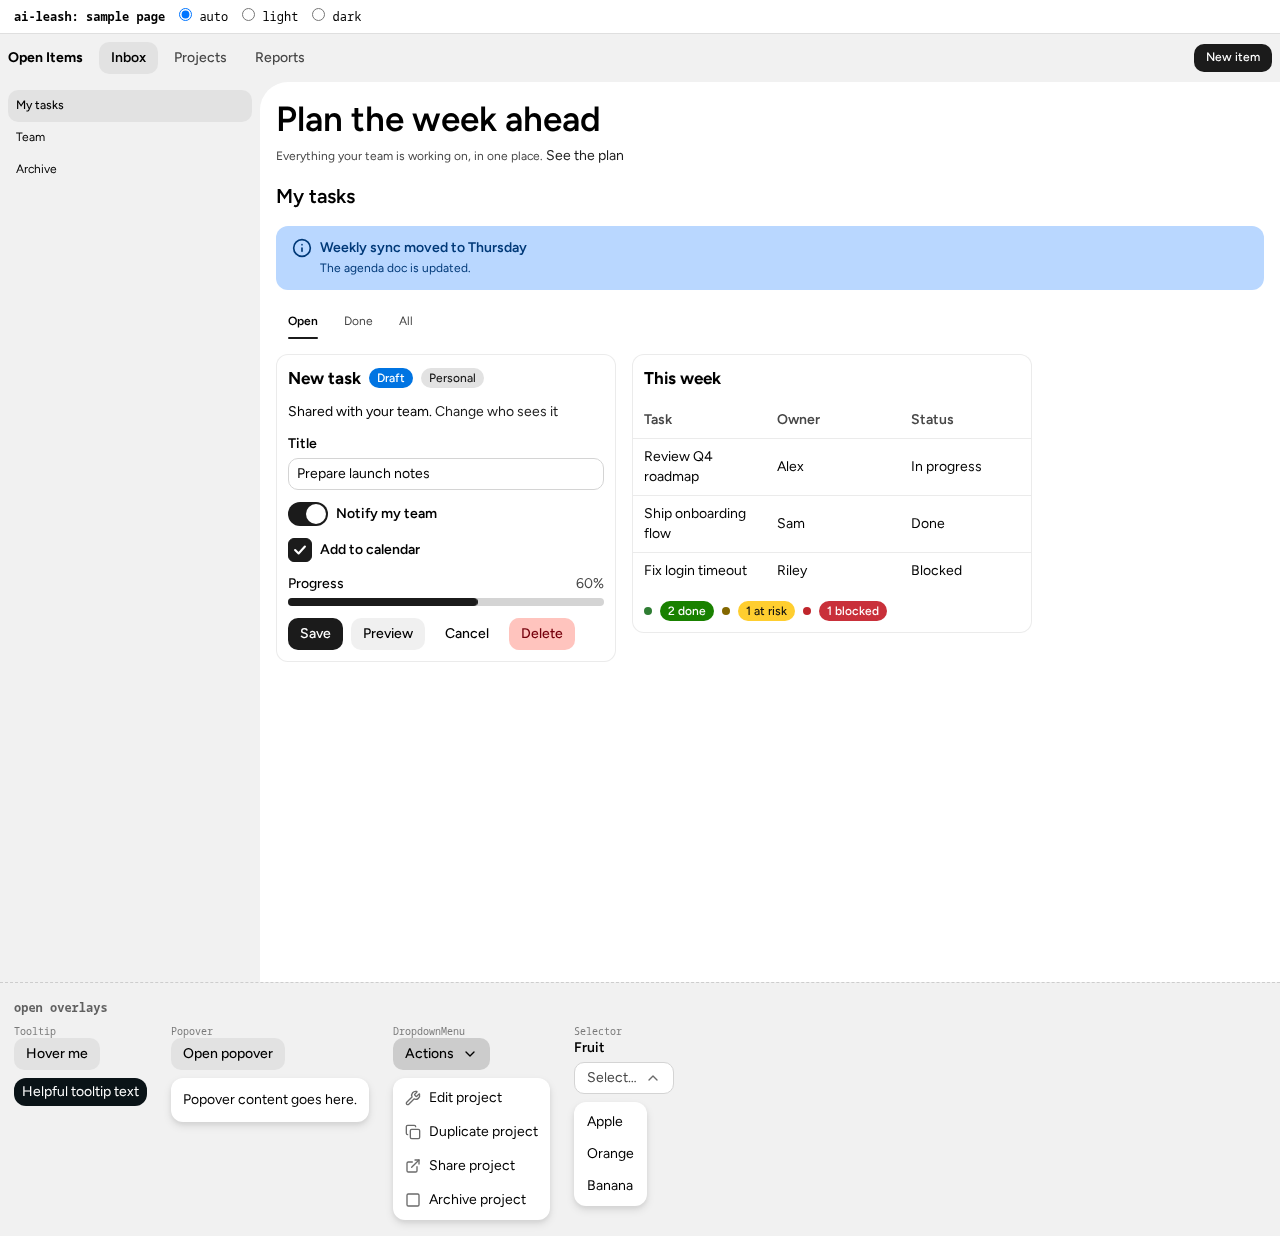 ai-leash: sample page auto light dark
Open Items Inbox Projects Reports New item
My tasks
Team
Archive
Plan the week ahead
Everything your team is working on, in one place. See the plan
My tasks
Weekly sync moved to Thursday
The agenda doc is updated.
Open Done All
New task Draft Personal
Shared with your team. Change who sees it
Title
Prepare launch notes
Notify my team
Add to calendar
Progress 60%
Save Preview Cancel Delete
This week
Task Owner Status
Review Q4 roadmap Alex In progress
Ship onboarding flow Sam Done
Fix login timeout Riley Blocked
2 done 1 at risk 1 blocked
open overlays
Tooltip
Hover me
Helpful tooltip text
Popover
Open popover
Popover content goes here.
DropdownMenu
Actions
Edit project
Duplicate project
Share project
Archive project
Selector
Fruit
Select...
Apple
Orange
Banana